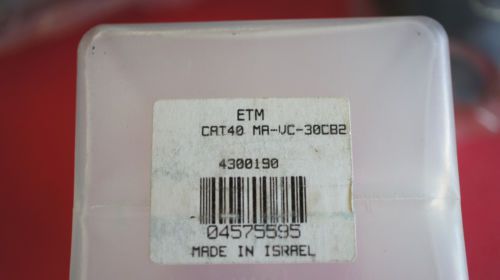 ETM
CAT40 MA-VC-30CB2
4300190
04575595
MADE IN ISRAEL